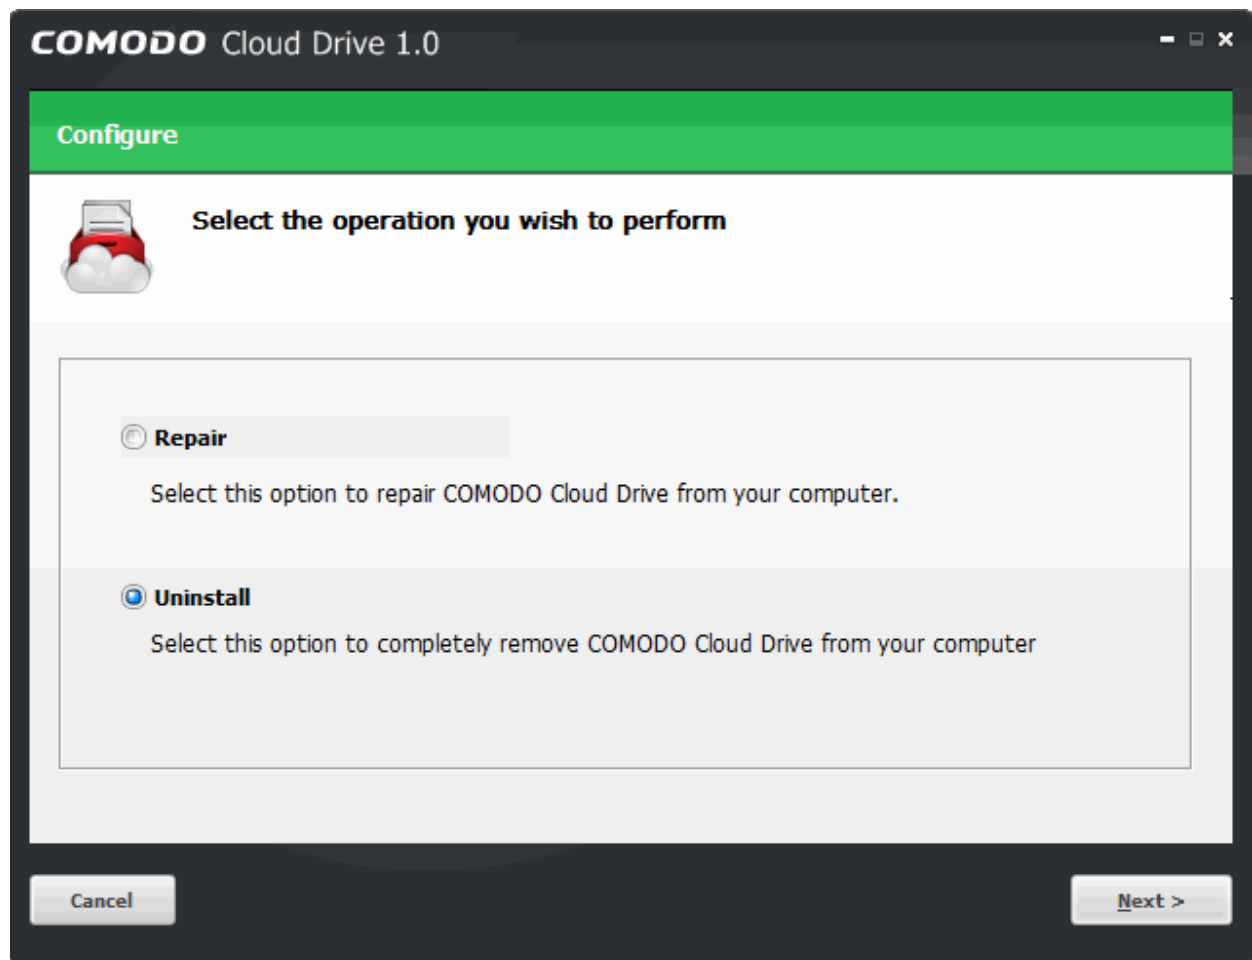 COMODO Cloud Drive 1.0
Configure
Select the operation you wish to perform
Repair
Select this option to repair COMODO Cloud Drive from your computer.
Uninstall
Select this option to completely remove COMODO Cloud Drive from your computer
Cancel
Next >